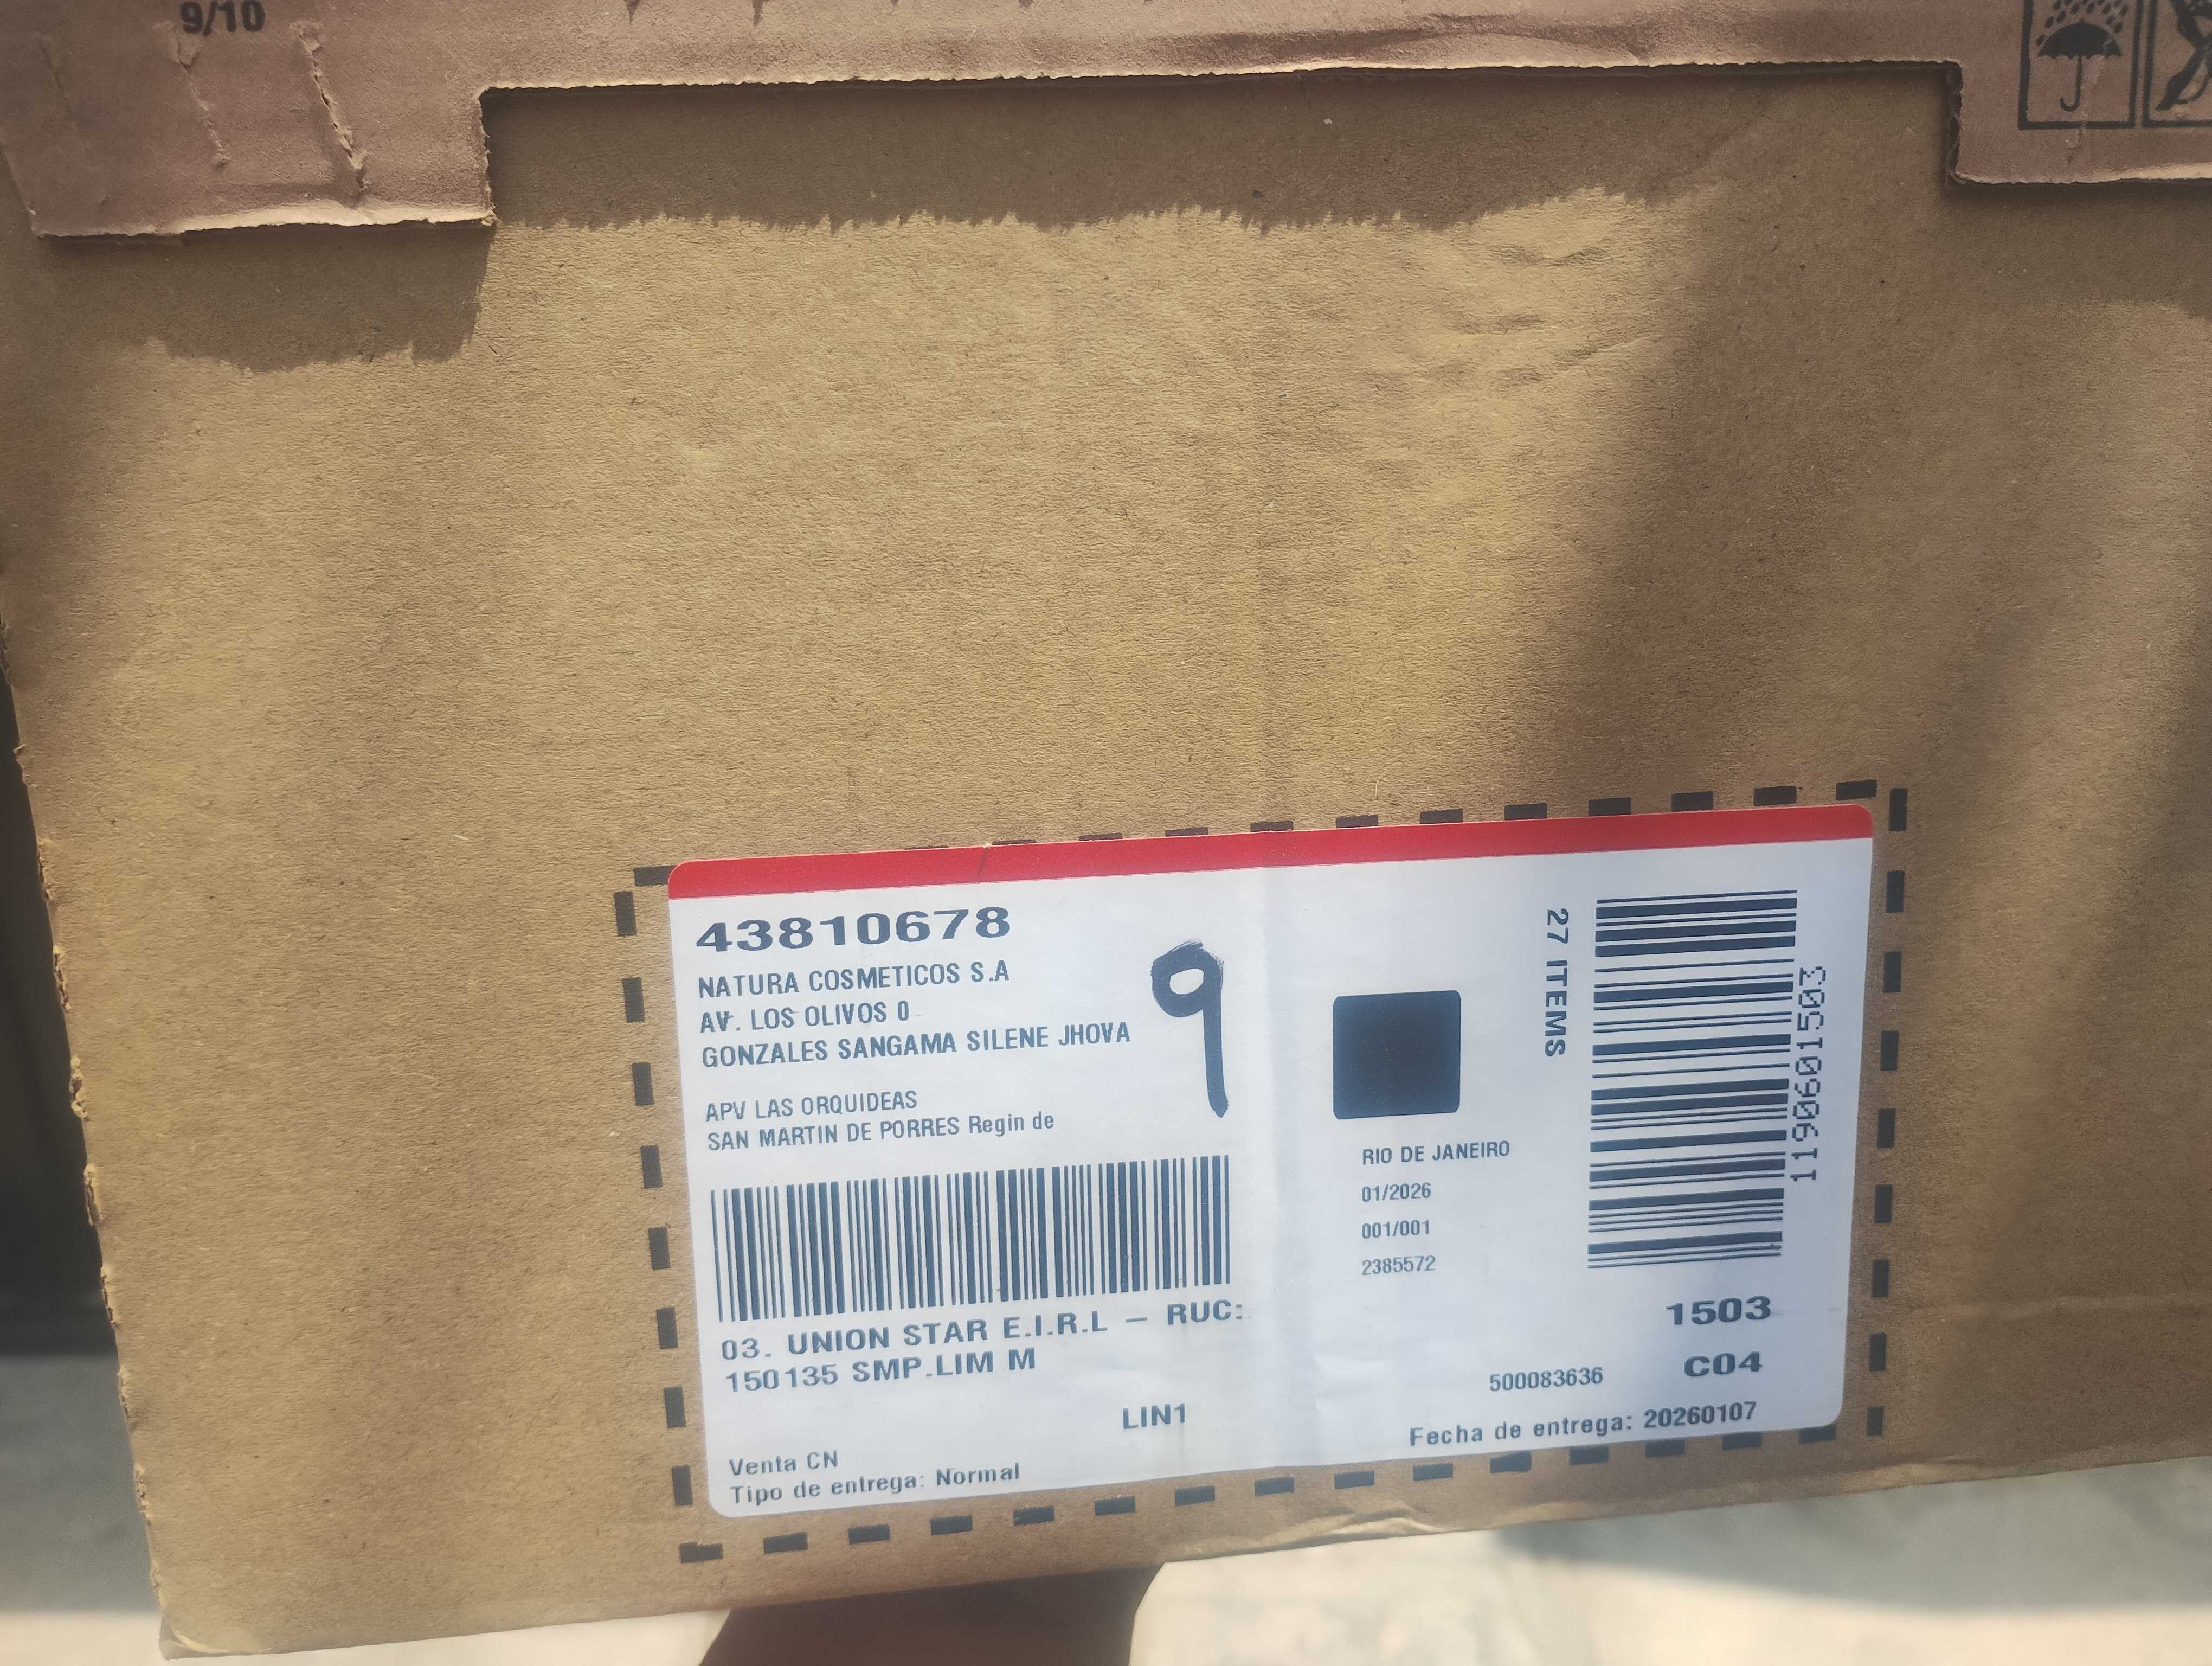 9/10
43810678
NATURA COSMETICOS S.A
AV. LOS OLIVOS 0
GONZALES SANGAMA SILENE JHOVA
9
APV LAS ORQUIDEAS
SAN MARTIN DE PORRES Regin de
03. UNION STAR E.I.R.L – RUC:
150135 SMP.LIM M
LIN1
Venta CN
Tipo de entrega: Normal
RIO DE JANEIRO
01/2026
001/001
2385572
27 ITEMS
1190601503
1503
C04
500083636
Fecha de entrega: 20260107